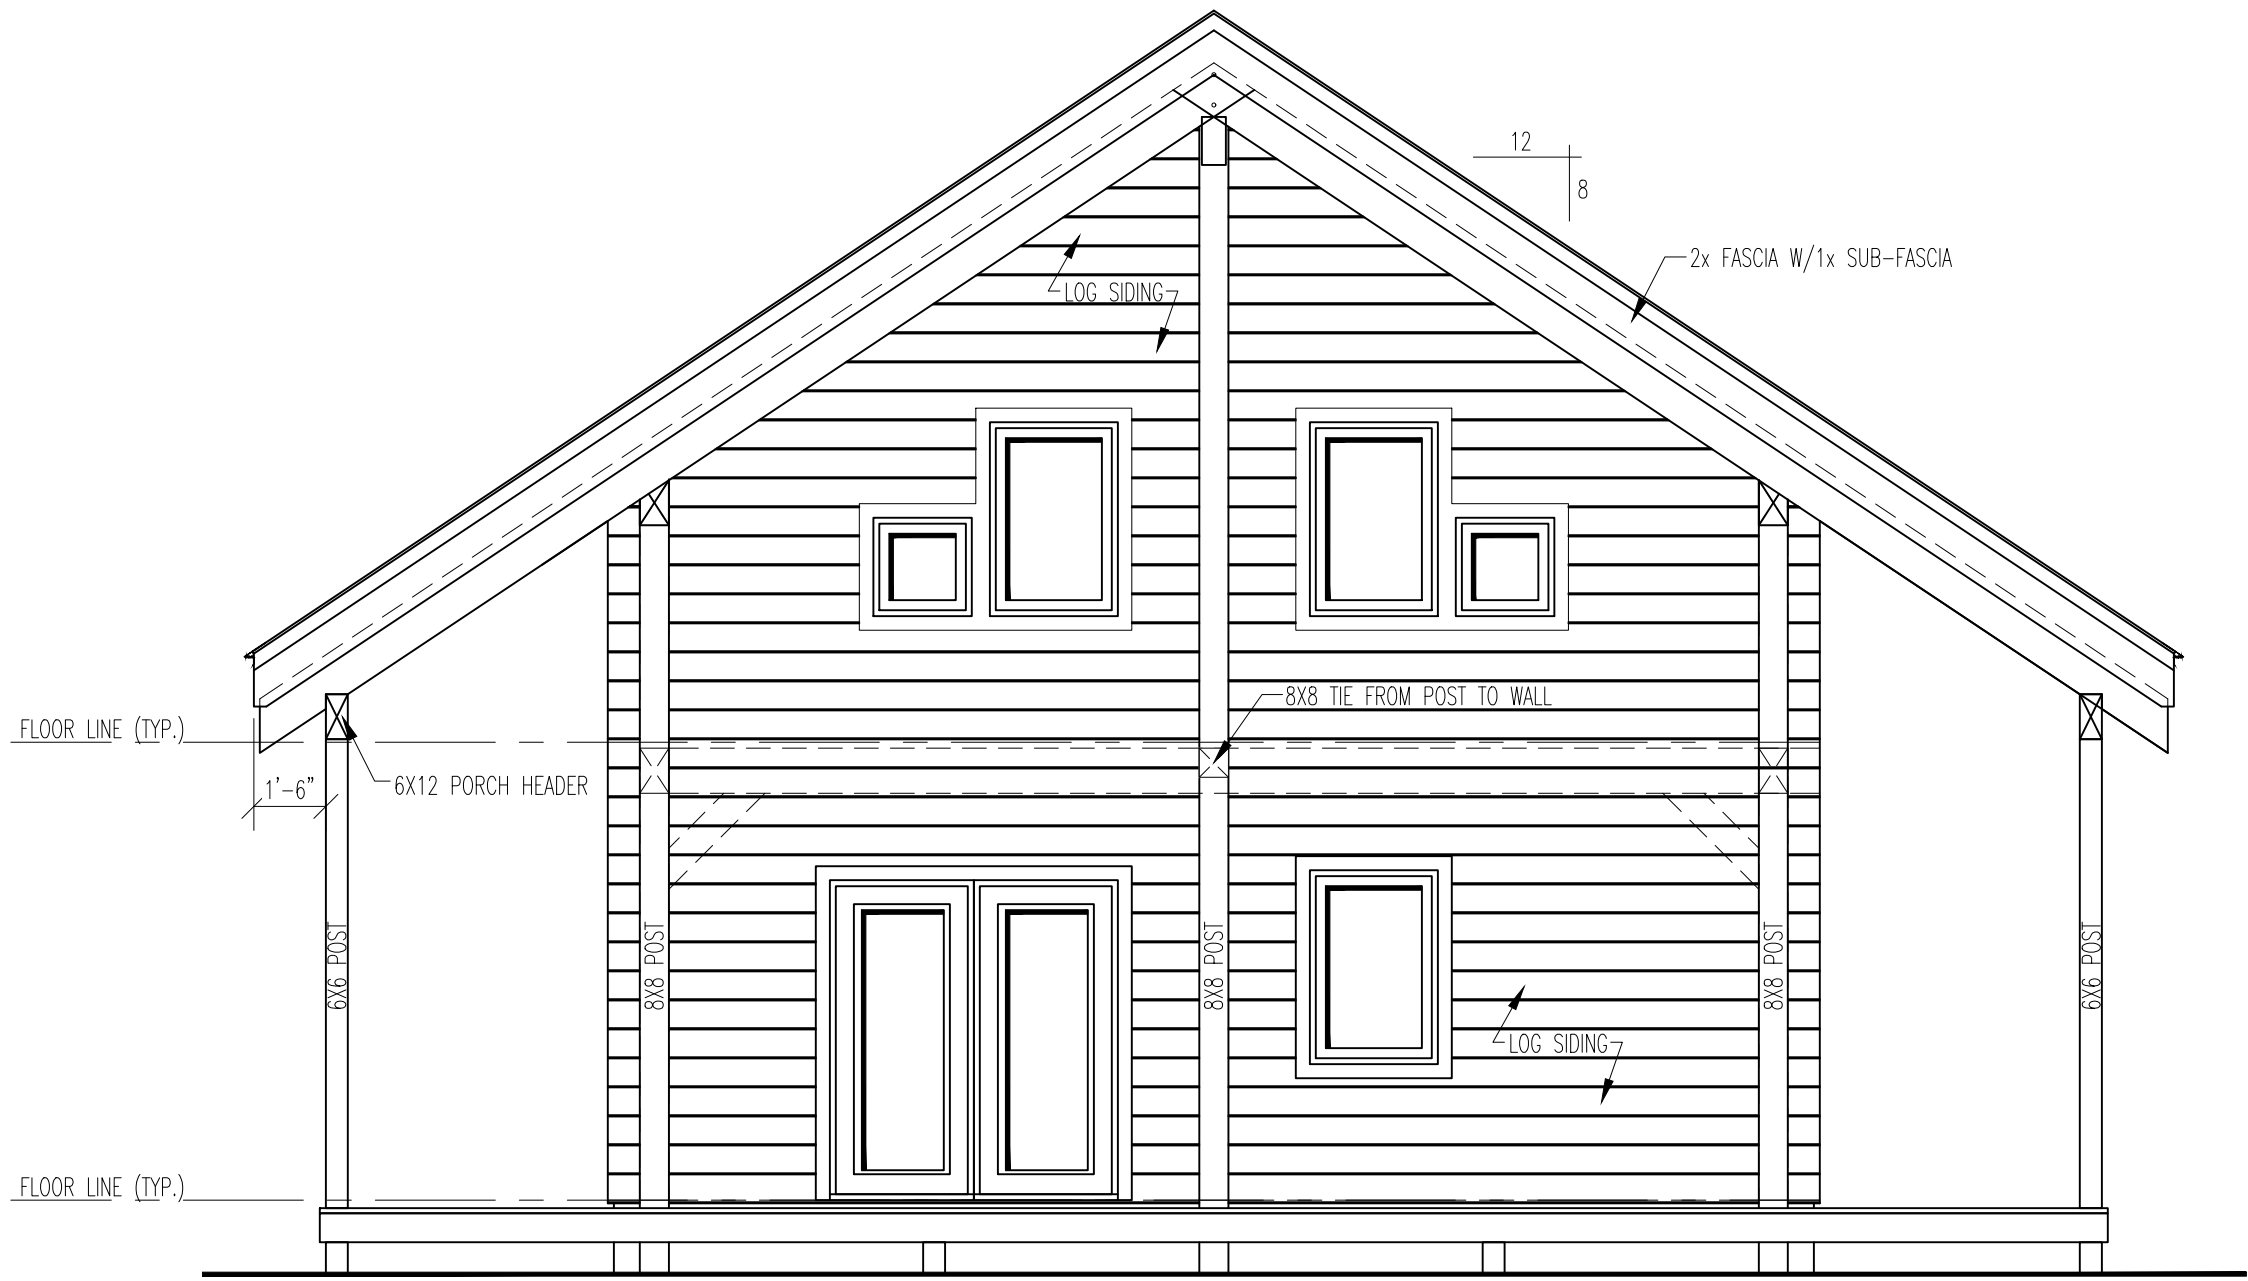 12
8
2x FASCIA W/1x SUB-FASCIA
LOG SIDING
8X8 TIE FROM POST TO WALL
FLOOR LINE (TYP.)
1'-6"
6X12 PORCH HEADER
6X6 POST
8X8 POST
8X8 POST
8X8 POST
6X6 POST
LOG SIDING
FLOOR LINE (TYP.)